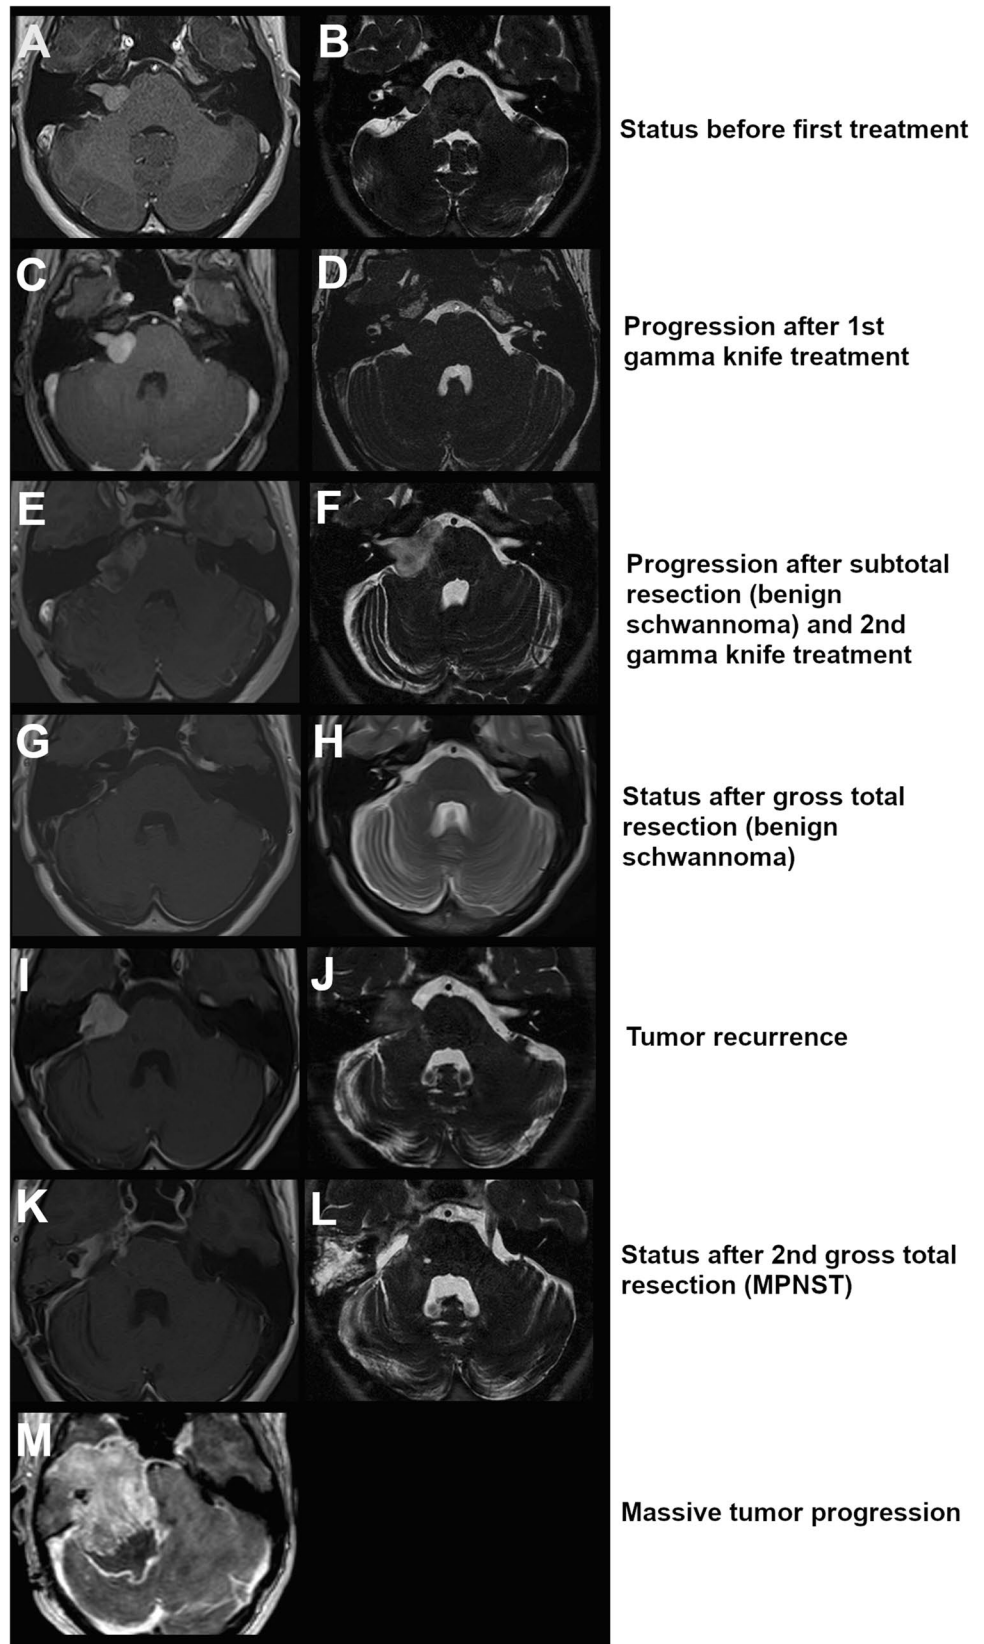 A
B
Status before first treatment
C
D
Progression after 1st
gamma knife treatment
E
F
Progression after subtotal
resection (benign
schwannoma) and 2nd
gamma knife treatment
G
H
Status after gross total
resection (benign
schwannoma)
I
J
Tumor recurrence
K
L
Status after 2nd gross total
resection (MPNST)
M
Massive tumor progression